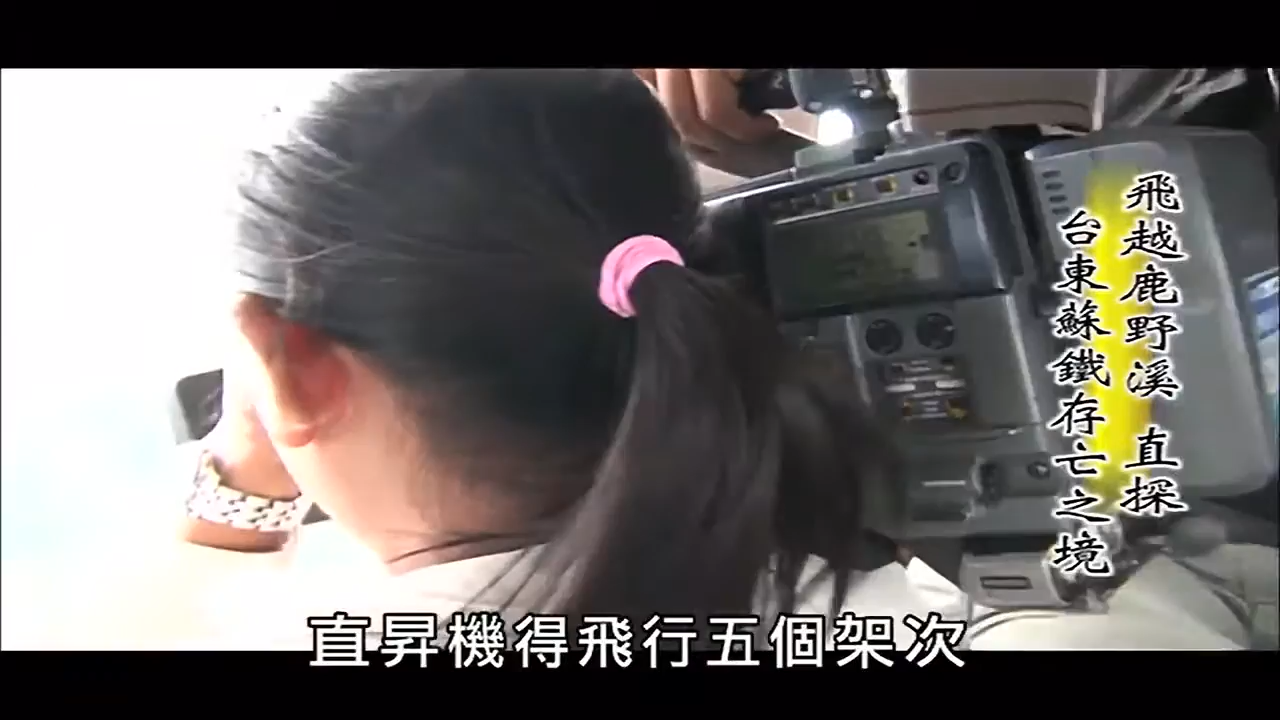 飛越鹿野溪 直探
台東蘇鐵存亡之境
直昇機得飛行五個架次